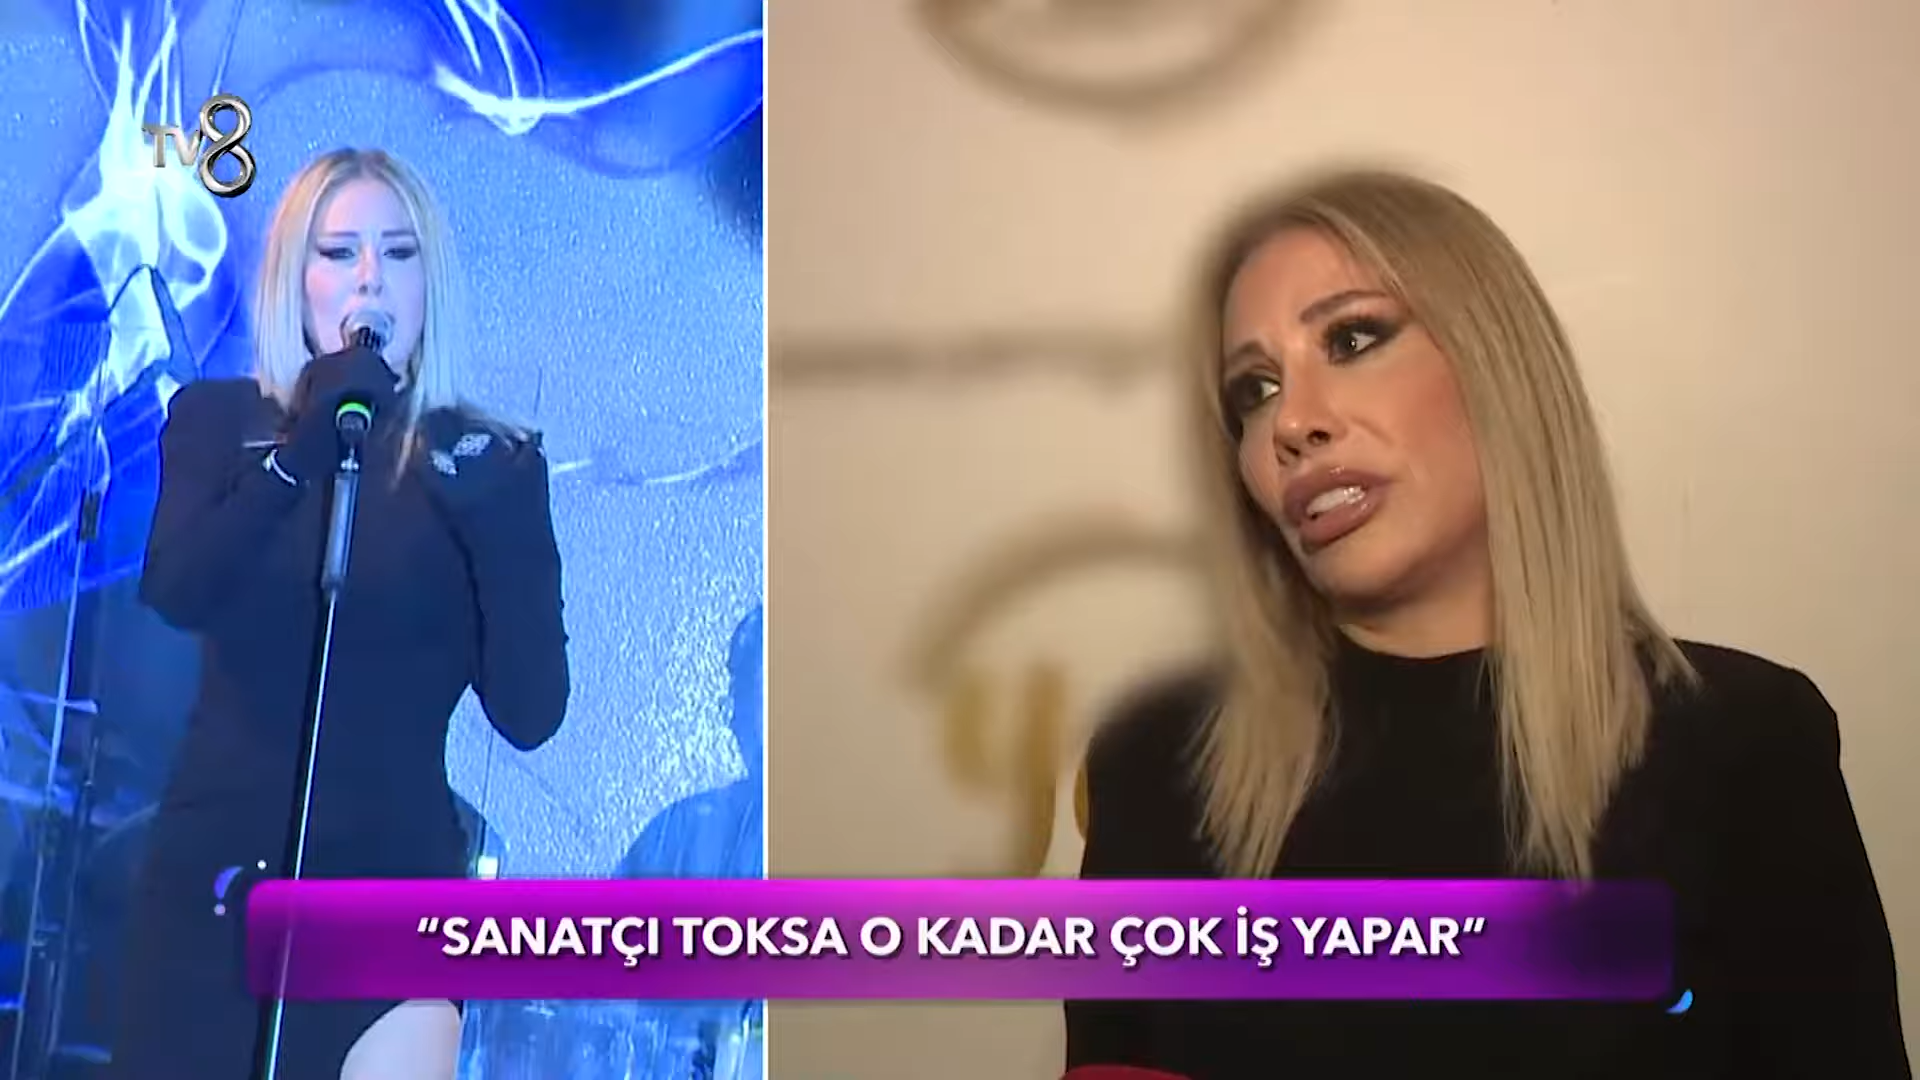 TV8
“SANATÇI TOKSA O KADAR ÇOK İŞ YAPAR”